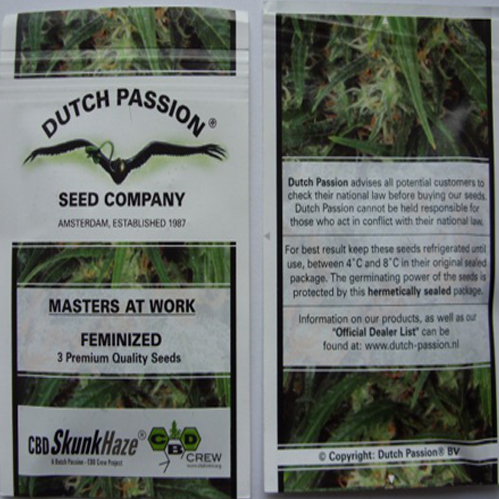 DUTCH PASSION®
SEED COMPANY
AMSTERDAM, ESTABLISHED 1987
MASTERS AT WORK
FEMINIZED
3 Premium Quality Seeds
CBD SkunkHaze®
A Dutch Passion - CBD Crew Project
CBD
CREW
Dutch Passion advises all potential customers to
check their national law before buying our seeds.
Dutch Passion cannot be held responsible for
those who act in conflict with their national law.
For best result keep these seeds refrigerated until
use, between 4˚C and 8˚C in their original sealed
package. The germinating power of the seeds is
protected by this hermetically sealed package.
Information on our products, as well as our
"Official Dealer List" can be
found at: www.dutch-passion.nl
© Copyright: Dutch Passion® BV